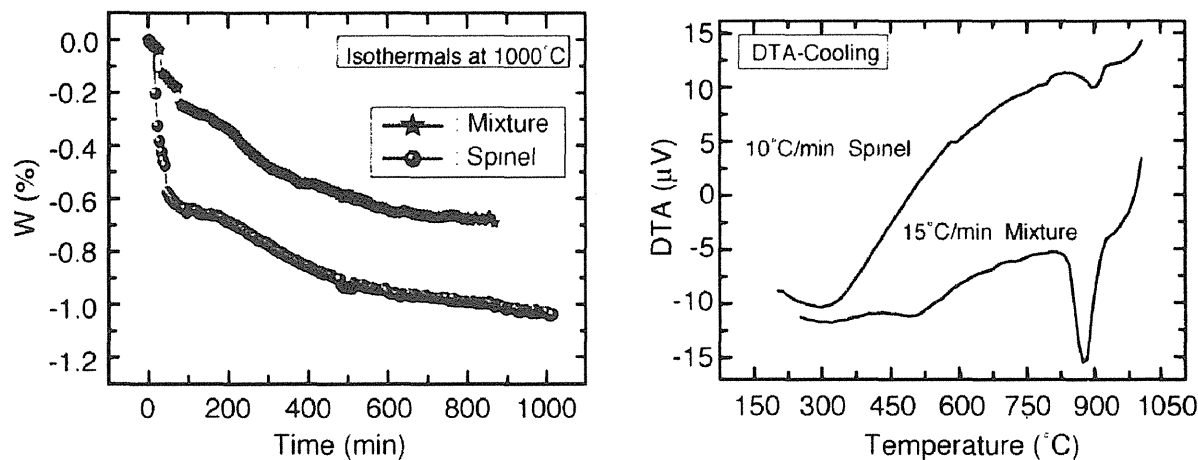 0.0
-0.2
-0.4
-0.6
-0.8
-1.0
-1.2
W (%)
Isothermals at 1000°C
: Mixture
: Spinel
0 200 400 600 800 1000
Time (min)
15
10
5
0
-5
-10
-15
DTA (μV)
DTA-Cooling
10°C/min Spinel
15°C/min Mixture
150 300 450 600 750 900 1050
Temperature (°C)